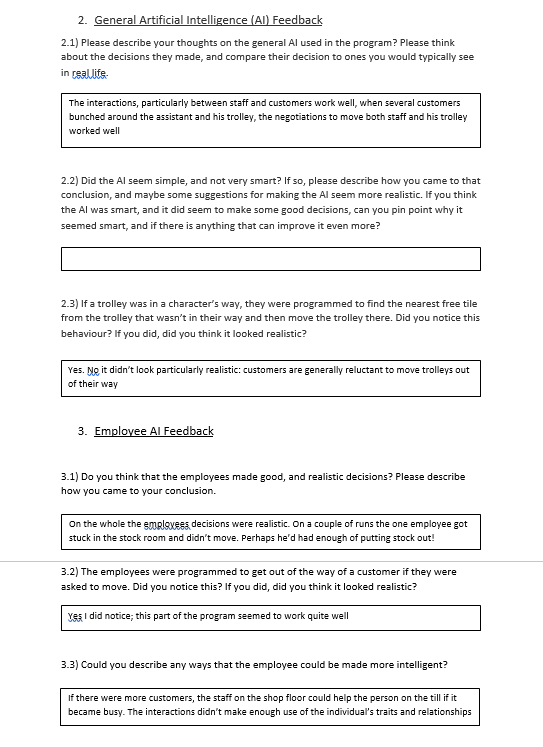 2. General Artificial Intelligence (AI) Feedback
2.1) Please describe your thoughts on the general AI used in the program? Please think
about the decisions they made, and compare their decision to ones you would typically see
in real life.
The interactions, particularly between staff and customers work well, when several customers
bunched around the assistant and his trolley, the negotiations to move both staff and his trolley
worked well
2.2) Did the AI seem simple, and not very smart? If so, please describe how you came to that
conclusion, and maybe some suggestions for making the AI seem more realistic. If you think
the AI was smart, and it did seem to make some good decisions, can you pin point why it
seemed smart, and if there is anything that can improve it even more?
2.3) If a trolley was in a character's way, they were programmed to find the nearest free tile
from the trolley that wasn't in their way and then move the trolley there. Did you notice this
behaviour? If you did, did you think it looked realistic?
Yes. No it didn't look particularly realistic: customers are generally reluctant to move trolleys out
of their way
3. Employee AI Feedback
3.1) Do you think that the employees made good, and realistic decisions? Please describe
how you came to your conclusion.
On the whole the employees decisions were realistic. On a couple of runs the one employee got
stuck in the stock room and didn't move. Perhaps he'd had enough of putting stock out!
3.2) The employees were programmed to get out of the way of a customer if they were
asked to move. Did you notice this? If you did, did you think it looked realistic?
Yes I did notice; this part of the program seemed to work quite well
3.3) Could you describe any ways that the employee could be made more intelligent?
If there were more customers, the staff on the shop floor could help the person on the till if it
became busy. The interactions didn't make enough use of the individual's traits and relationships